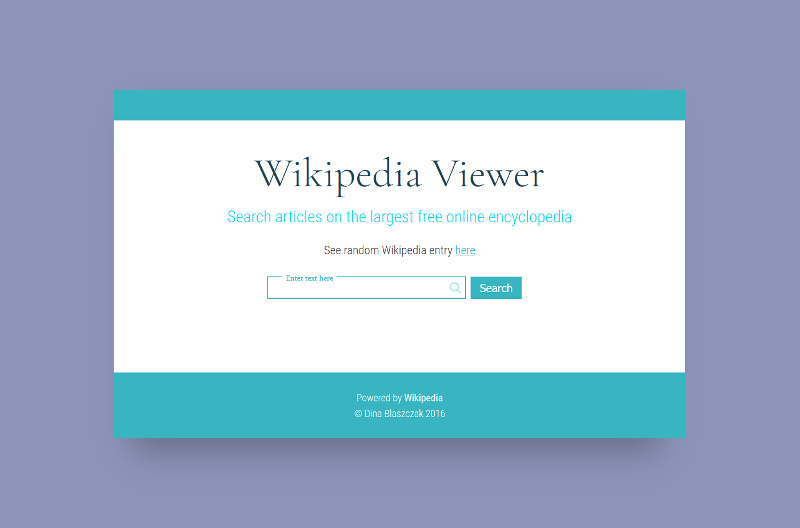 Wikipedia Viewer
Search articles on the largest free online encyclopedia
See random Wikipedia entry here
Enter text here
Search
Powered by Wikipedia
© Dina Blaszczak 2016